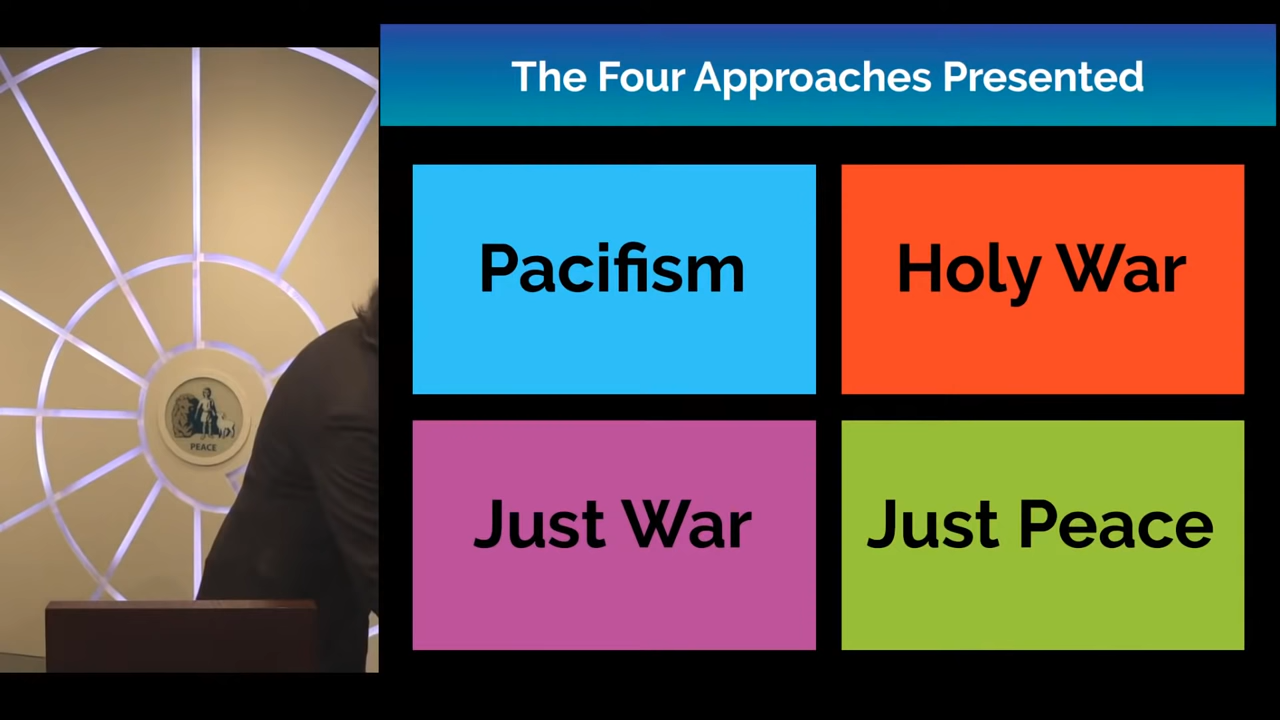 The Four Approaches Presented
Pacifism
Holy War
Just War
Just Peace
PEACE